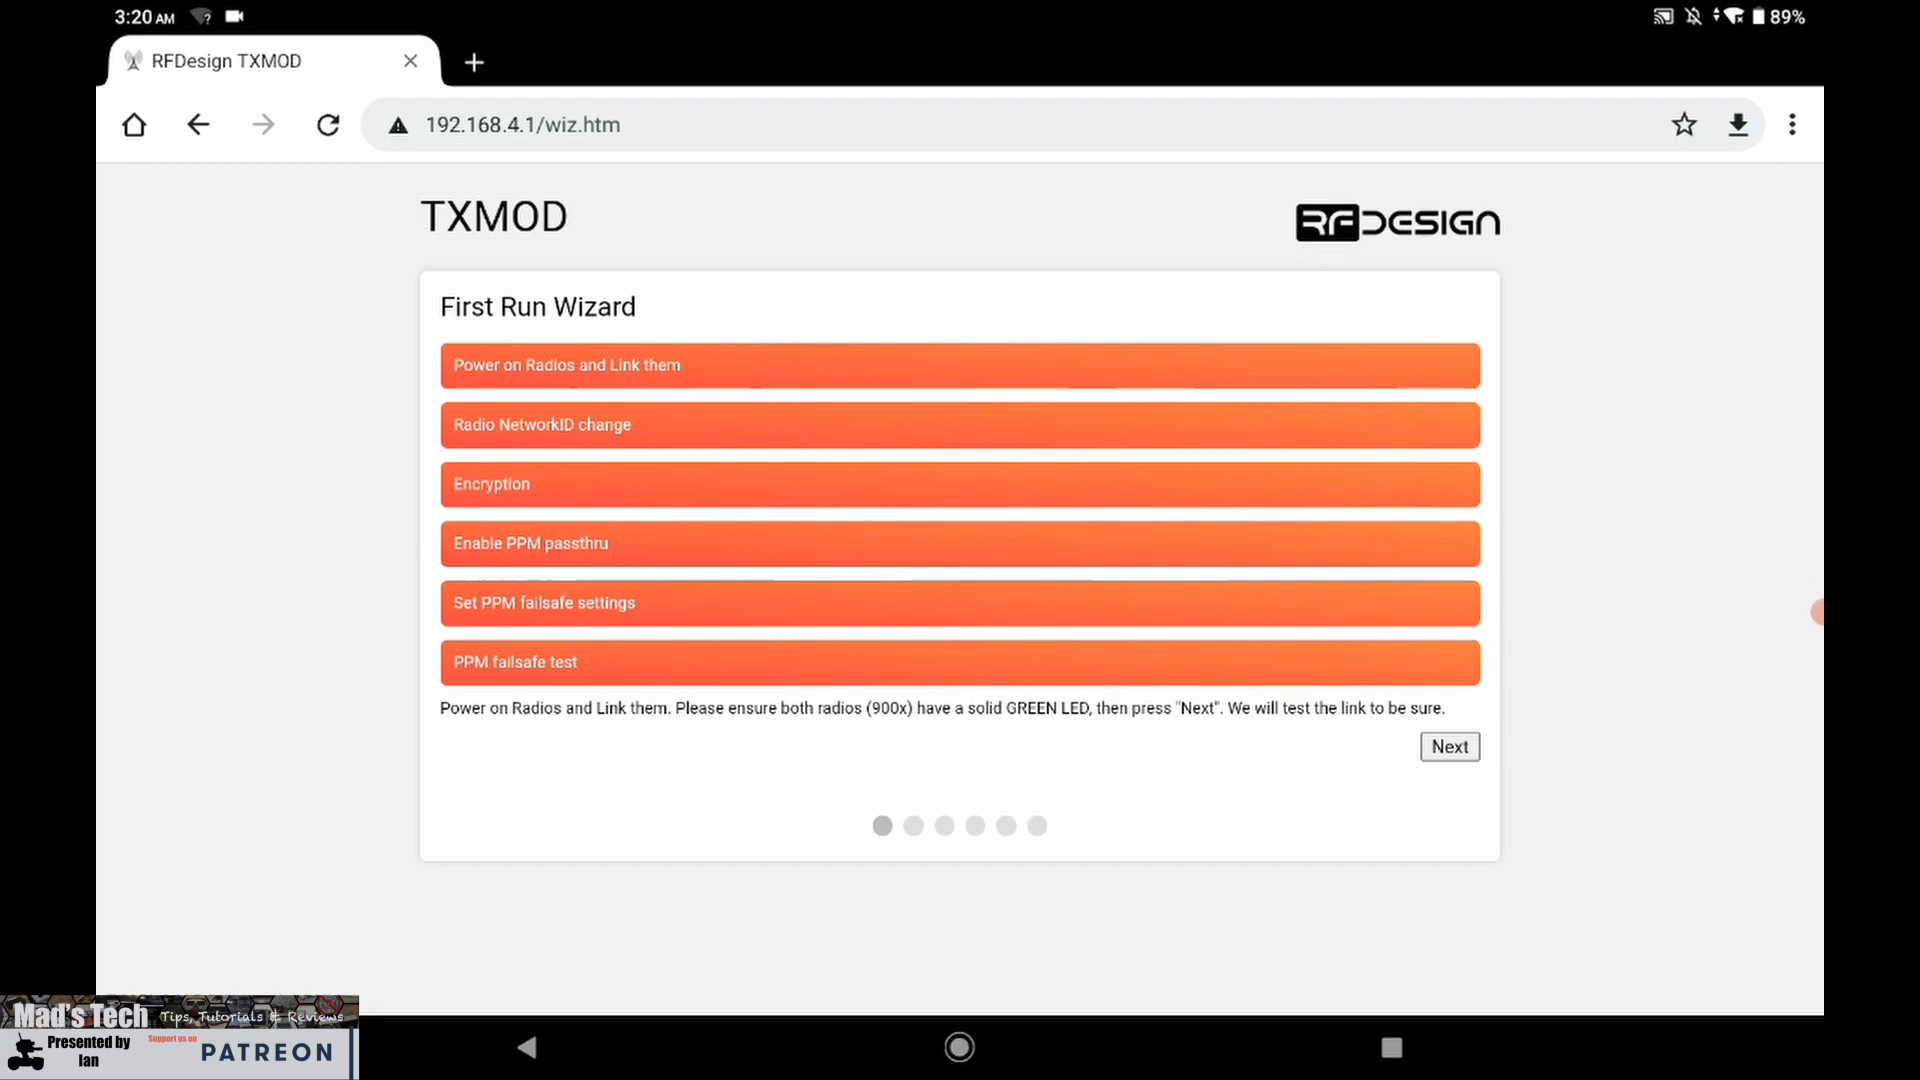 3:20 AM
89%
RFDesign TXMOD
192.168.4.1/wiz.htm
TXMOD
RFDESIGN
First Run Wizard
Power on Radios and Link them
Radio NetworkID change
Encryption
Enable PPM passthru
Set PPM failsafe settings
PPM failsafe test
Power on Radios and Link them. Please ensure both radios (900x) have a solid GREEN LED, then press "Next". We will test the link to be sure.
Next
Mad's Tech Tips, Tutorials & Reviews
Presented by Ian
Support us on
PATREON